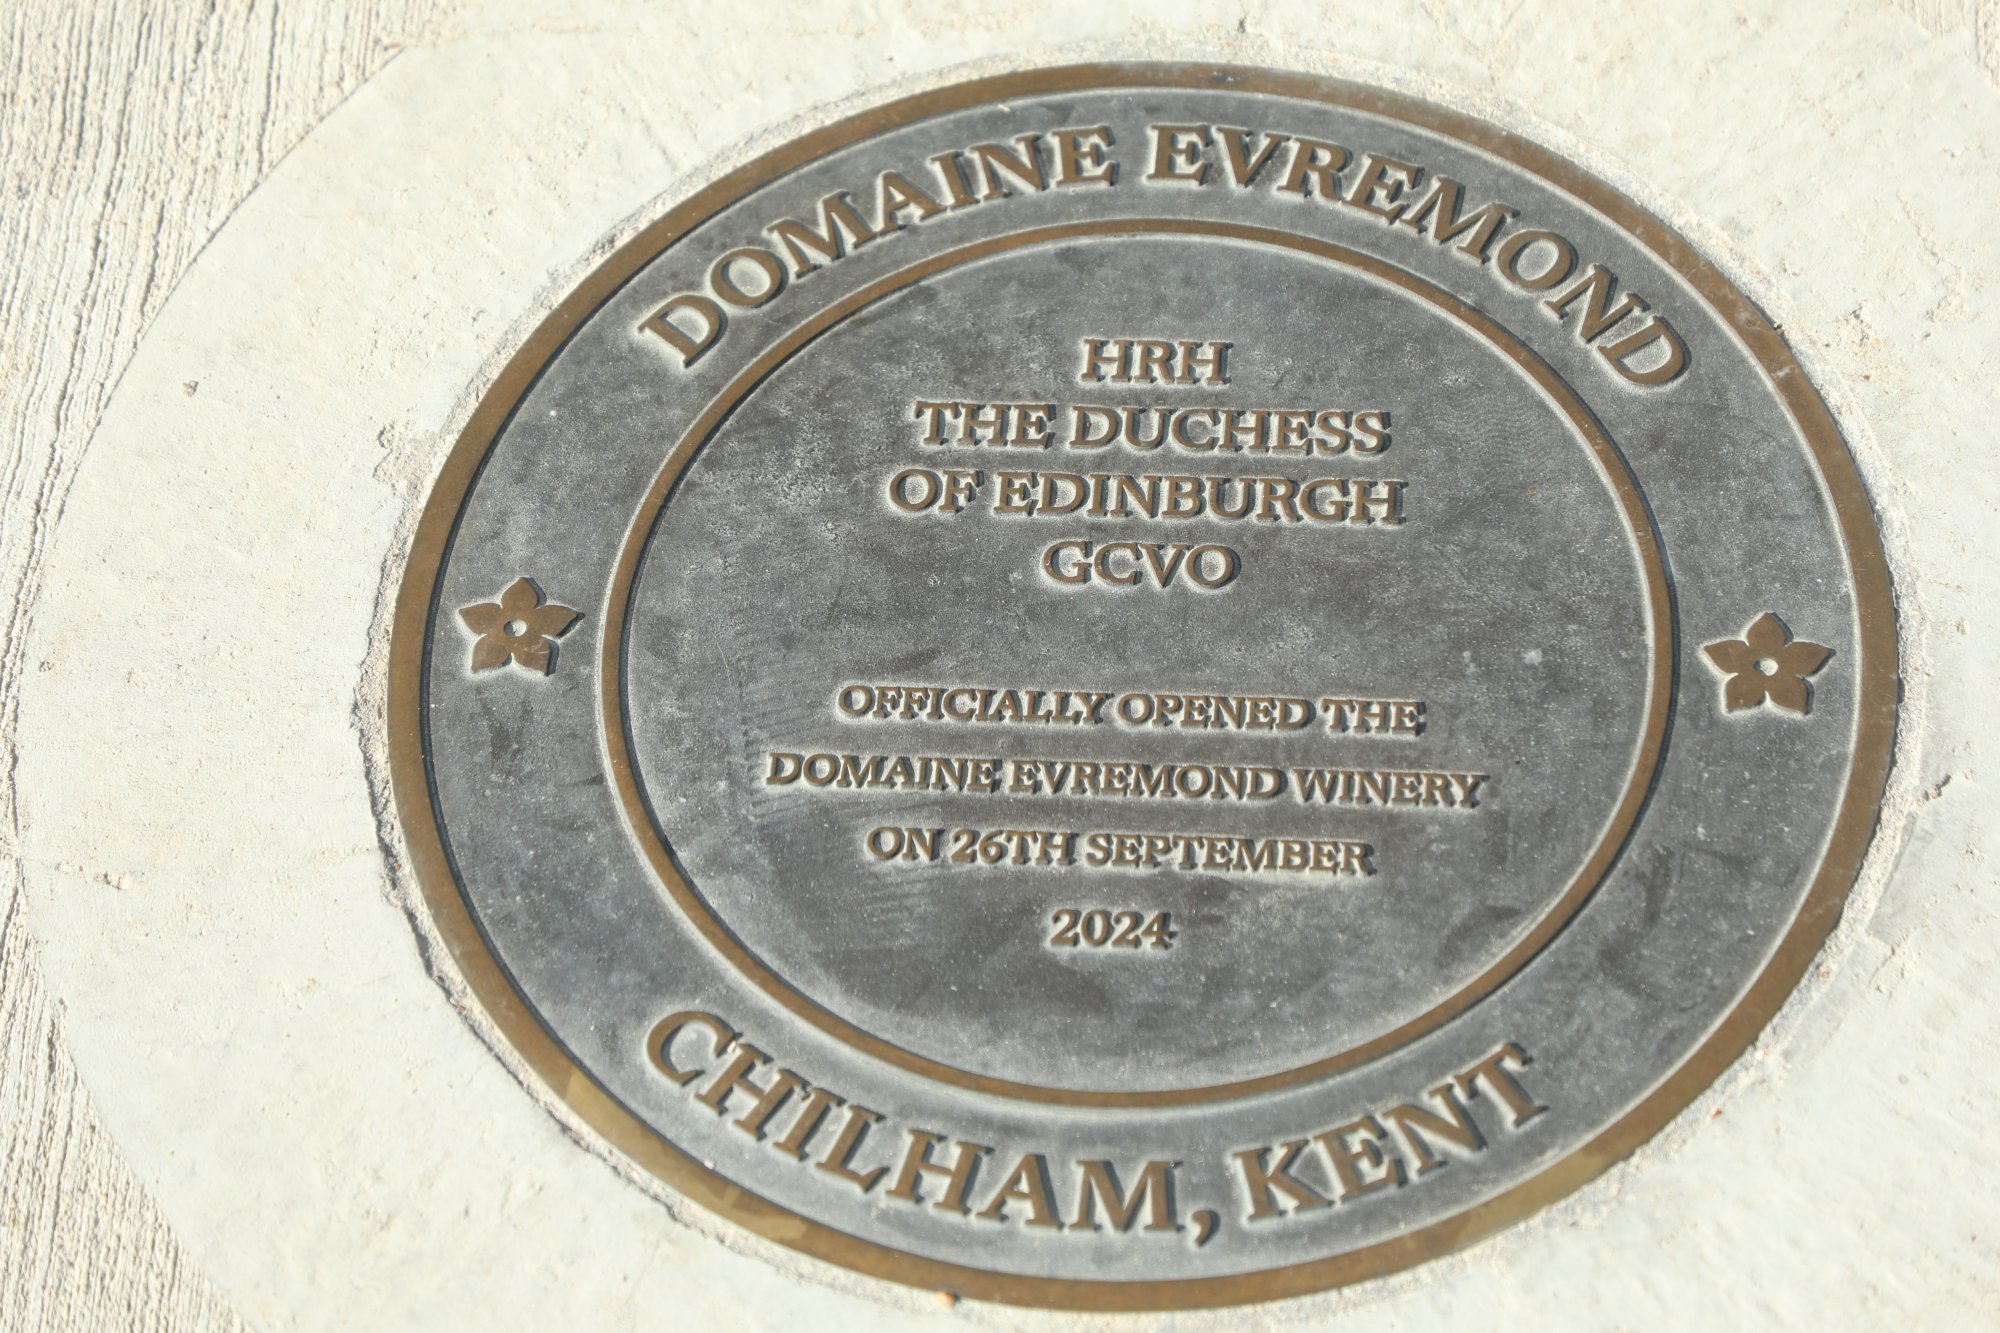 DOMAINE EVREMOND
HRH
THE DUCHESS
OF EDINBURGH
GCVO
OFFICIALLY OPENED THE
DOMAINE EVREMOND WINERY
ON 26TH SEPTEMBER
2024
CHILHAM, KENT